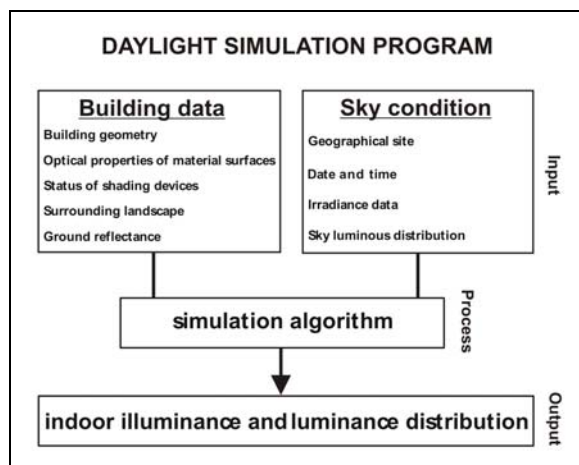 DAYLIGHT SIMULATION PROGRAM
Building data
Building geometry
Optical properties of material surfaces
Status of shading devices
Surrounding landscape
Ground reflectance
Sky condition
Geographical site
Date and time
Irradiance data
Sky luminous distribution
Input
simulation algorithm
Process
indoor illuminance and luminance distribution
Output